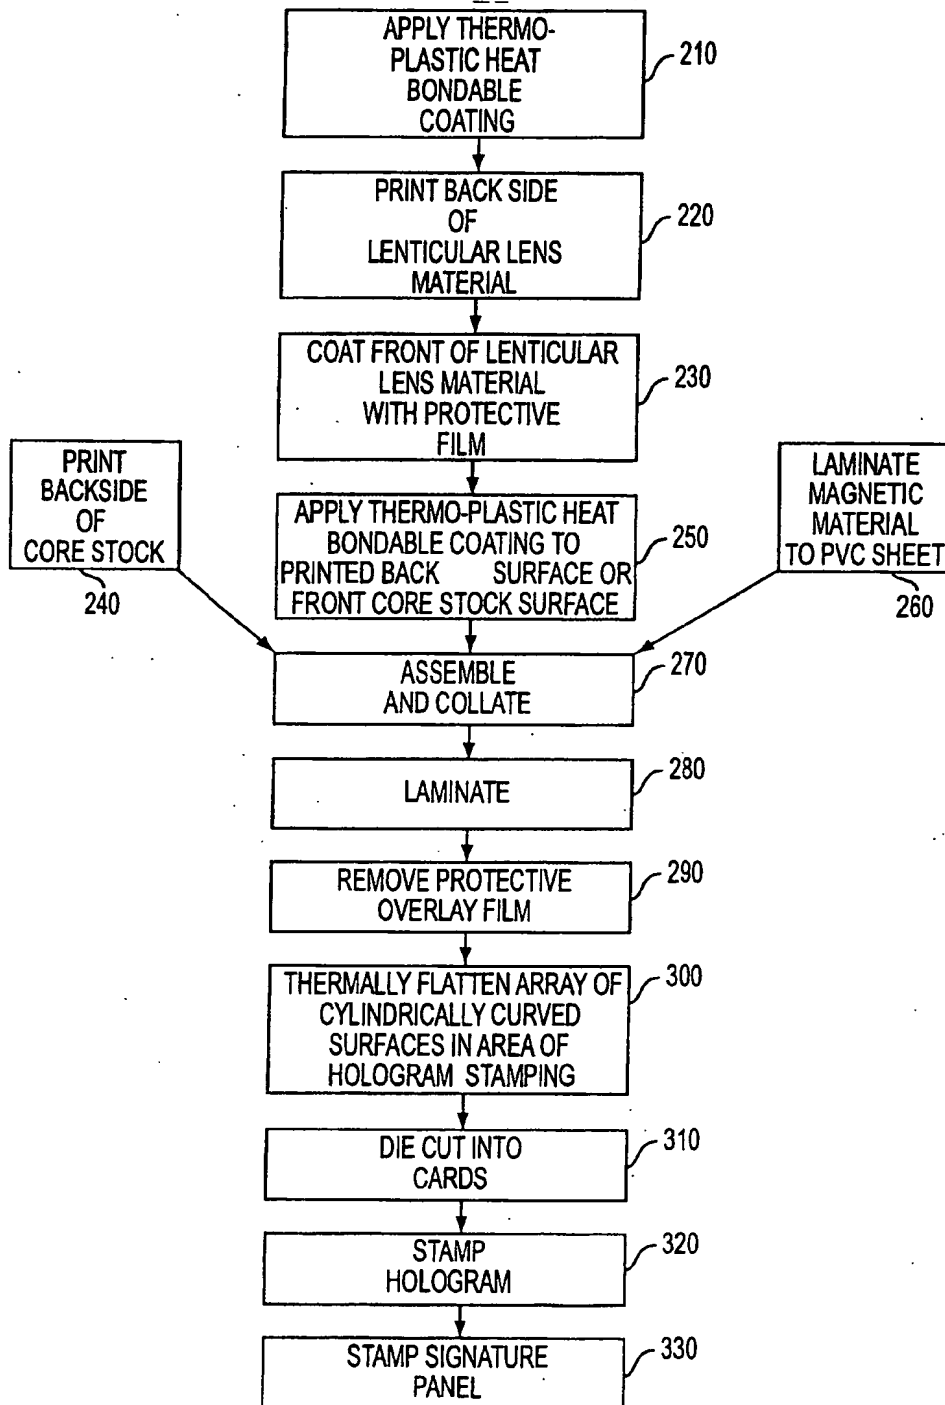 APPLY THERMO-
PLASTIC HEAT
BONDABLE
COATING
210
PRINT BACK SIDE
OF
LENTICULAR LENS
MATERIAL
220
COAT FRONT OF LENTICULAR
LENS MATERIAL
WITH PROTECTIVE
FILM
230
PRINT
BACKSIDE
OF
CORE STOCK
240
APPLY THERMO-PLASTIC HEAT
BONDABLE COATING TO
PRINTED BACK SURFACE OR
FRONT CORE STOCK SURFACE
250
LAMINATE
MAGNETIC
MATERIAL
TO PVC SHEET
260
ASSEMBLE
AND COLLATE
270
LAMINATE
280
REMOVE PROTECTIVE
OVERLAY FILM
290
THERMALLY FLATTEN ARRAY OF
CYLINDRICALLY CURVED
SURFACES IN AREA OF
HOLOGRAM STAMPING
300
DIE CUT INTO
CARDS
310
STAMP
HOLOGRAM
320
STAMP SIGNATURE
PANEL
330